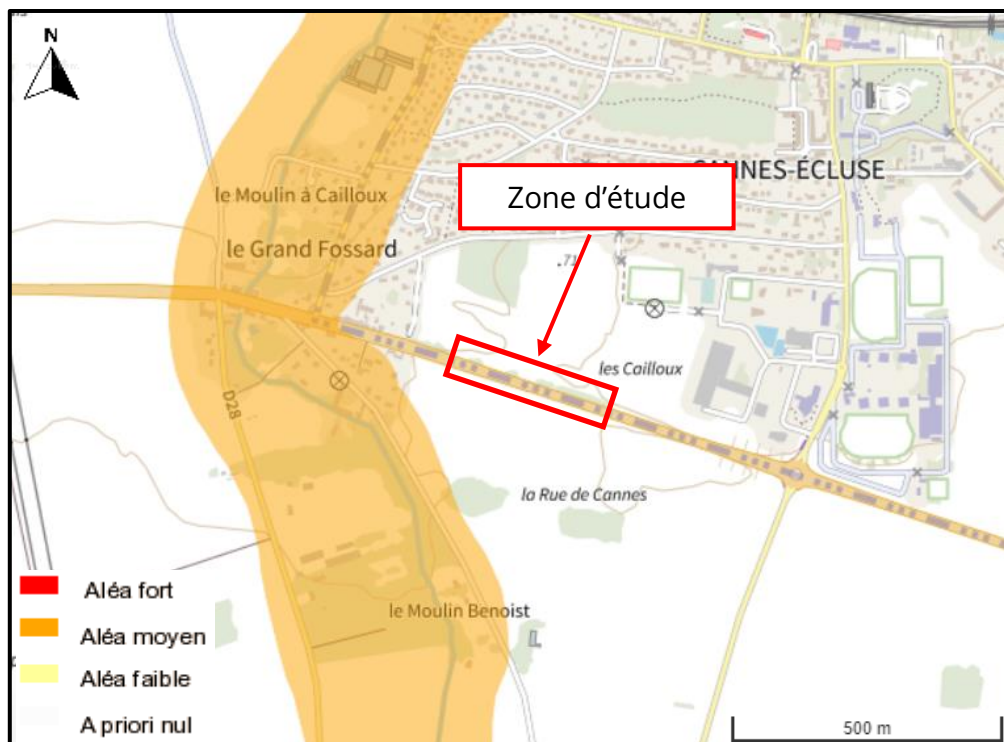 N
CANNES-ÉCLUSE
le Moulin à Cailloux
Zone d'étude
le Grand Fossard
.71
les Cailloux
D28
la Rue de Cannes
le Moulin Benoist
Aléa fort
Aléa moyen
Aléa faible
A priori nul
500 m